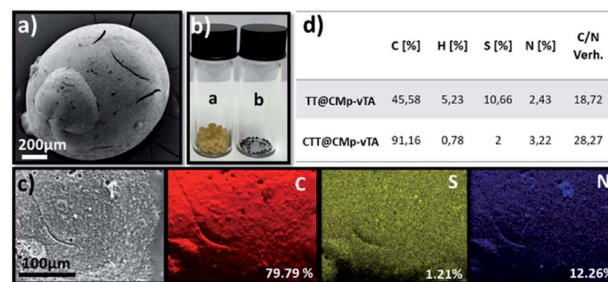 a)
200µm
b)
a
b
d)
C [%] H [%] S [%] N [%] C/N Verh.
TT@CMp-vTA 45,58 5,23 10,66 2,43 18,72
CTT@CMp-vTA 91,16 0,78 2 3,22 28,27
c)
100µm
C
79.79 %
S
1.21%
N
12.26%